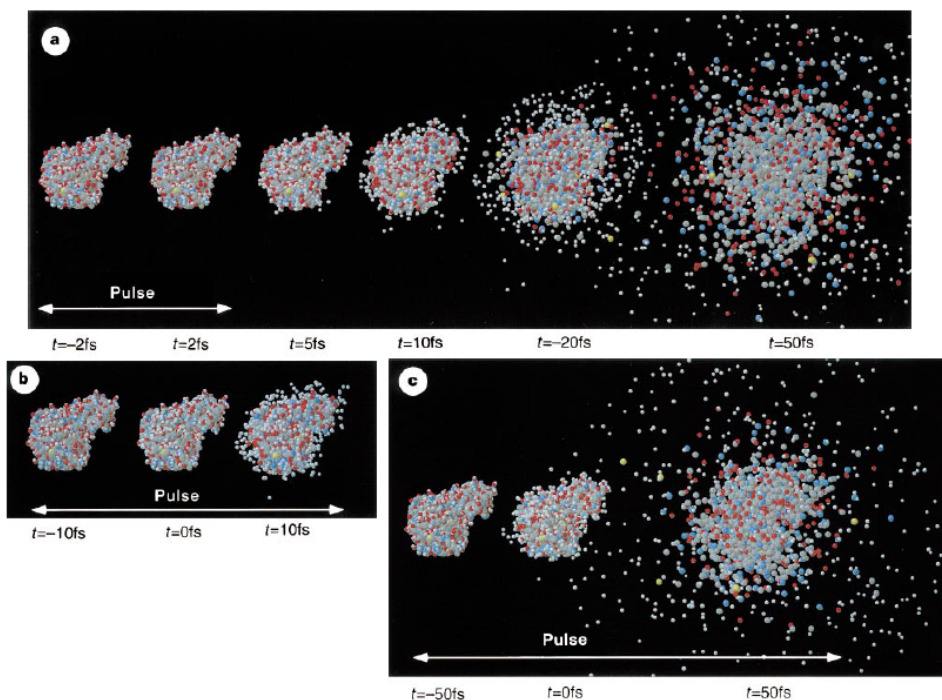 a
Pulse
t=–2fs t=2fs t=5fs t=10fs t=–20fs t=50fs
b
Pulse
t=–10fs t=0fs t=10fs
c
Pulse
t=–50fs t=0fs t=50fs